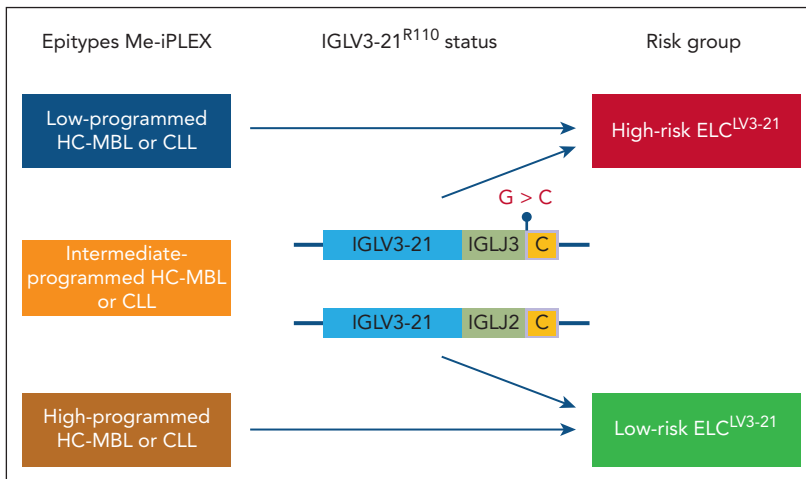 Epitypes Me-iPLEX
IGLV3-21R110 status
Risk group
Low-programmed
HC-MBL or CLL
High-risk ELCLV3-21
G > C
IGLV3-21 IGLJ3 C
Intermediate-
programmed HC-MBL
or CLL
IGLV3-21 IGLJ2 C
High-programmed
HC-MBL or CLL
Low-risk ELCLV3-21